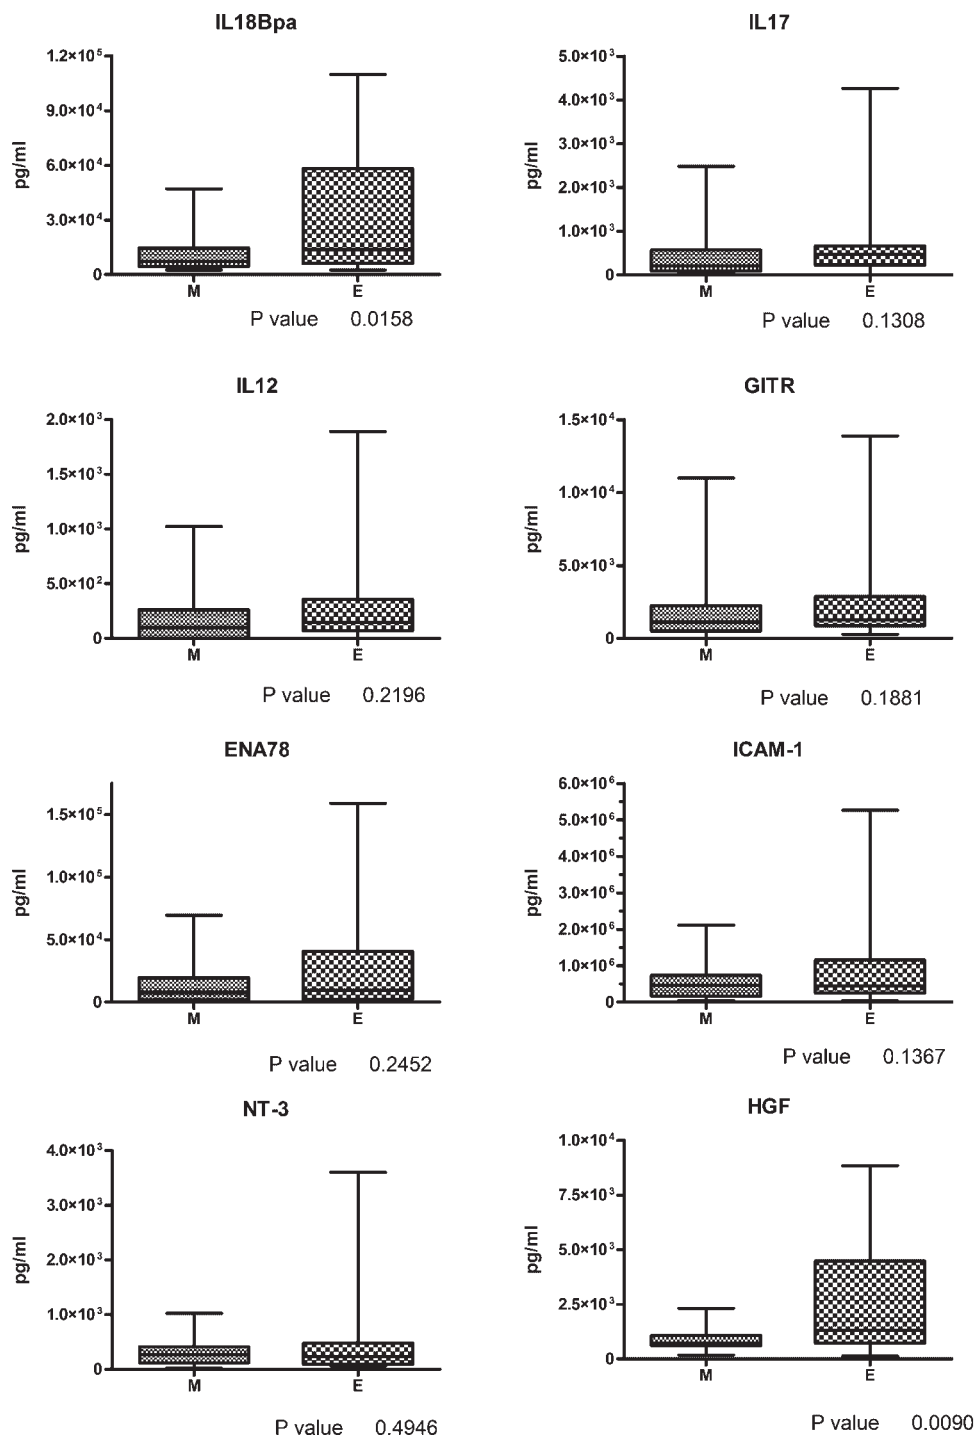 IL18Bpa
1.2×10⁵
9.0×10⁴
6.0×10⁴
3.0×10⁴
0
pg/ml
M E
P value 0.0158
IL17
5.0×10³
4.0×10³
3.0×10³
2.0×10³
1.0×10³
0
pg/ml
M E
P value 0.1308
IL12
2.0×10³
1.5×10³
1.0×10³
5.0×10²
0
pg/ml
M E
P value 0.2196
GITR
1.5×10⁴
1.0×10⁴
5.0×10³
0
pg/ml
M E
P value 0.1881
ENA78
1.5×10⁵
1.0×10⁵
5.0×10⁴
0
pg/ml
M E
P value 0.2452
ICAM-1
6.0×10⁶
5.0×10⁶
4.0×10⁶
3.0×10⁶
2.0×10⁶
1.0×10⁶
0
pg/ml
M E
P value 0.1367
NT-3
4.0×10³
3.0×10³
2.0×10³
1.0×10³
0
pg/ml
M E
P value 0.4946
HGF
1.0×10⁴
7.5×10³
5.0×10³
2.5×10³
0
pg/ml
M E
P value 0.0090